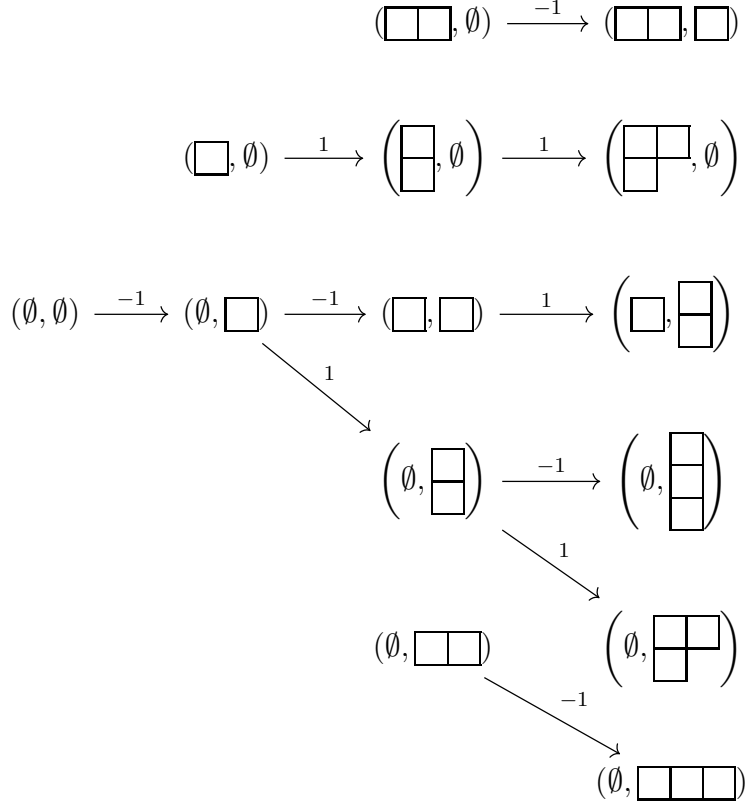 ( , ∅) −1 ( , )
( , ∅) 1 ( , ∅) 1 ( , ∅)
(∅, ∅) −1 (∅, ) −1 ( , ) 1 ( , )
1
(∅, ) −1 (∅, )
1
(∅, ) (∅, )
−1
(∅, )